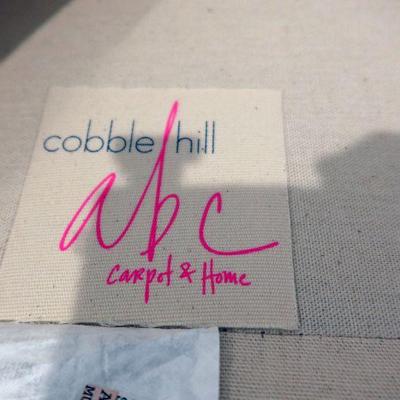 cobble hill
abc
carpet & Home